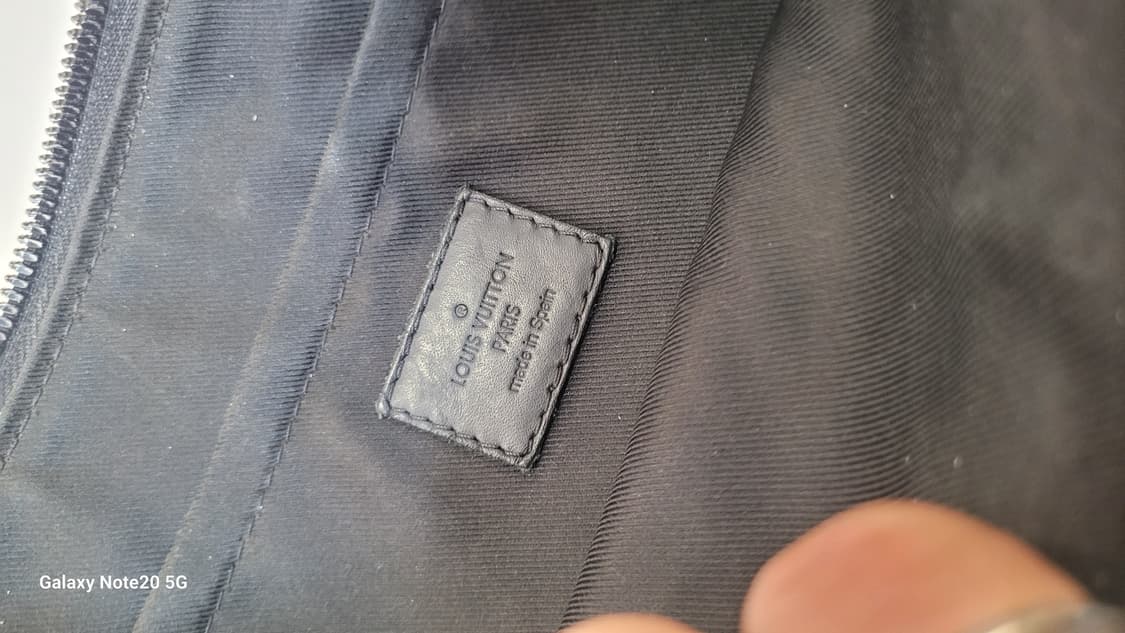 ®
LOUIS VUITTON
PARIS
made in Spain
Galaxy Note20 5G